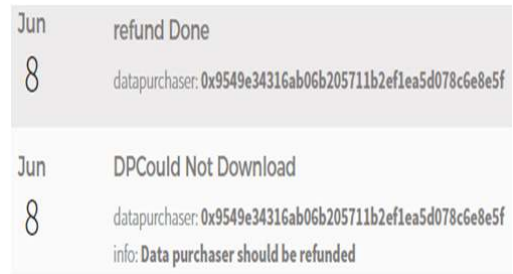 Jun
8
refund Done
datapurchaser: 0x9549e34316ab06b205711b2ef1ea5d078c6e8e5f
Jun
8
DPCould Not Download
datapurchaser: 0x9549e34316ab06b205711b2ef1ea5d078c6e8e5f
info: Data purchaser should be refunded